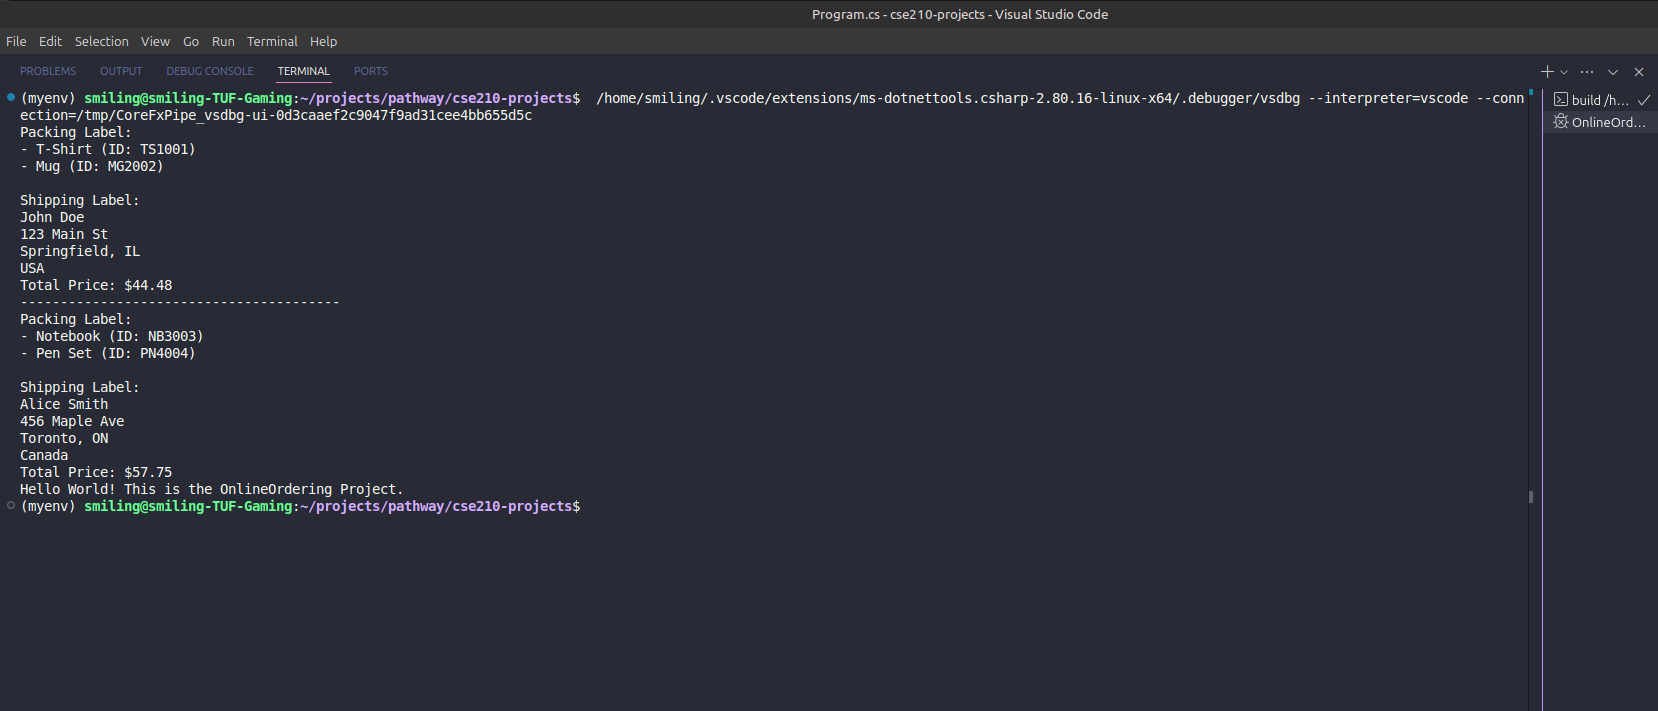 Program.cs - cse210-projects - Visual Studio Code
File Edit Selection View Go Run Terminal Help
PROBLEMS OUTPUT DEBUG CONSOLE TERMINAL PORTS
(myenv) smiling@smiling-TUF-Gaming:~/projects/pathway/cse210-projects$ /home/smiling/.vscode/extensions/ms-dotnettools.csharp-2.80.16-linux-x64/.debugger/vsdbg --interpreter=vscode --conn
ection=/tmp/CoreFxPipe_vsdbg-ui-0d3caaef2c9047f9ad31cee4bb655d5c
Packing Label:
- T-Shirt (ID: TS1001)
- Mug (ID: MG2002)
Shipping Label:
John Doe
123 Main St
Springfield, IL
USA
Total Price: $44.48
----------------------------------------
Packing Label:
- Notebook (ID: NB3003)
- Pen Set (ID: PN4004)
Shipping Label:
Alice Smith
456 Maple Ave
Toronto, ON
Canada
Total Price: $57.75
Hello World! This is the OnlineOrdering Project.
(myenv) smiling@smiling-TUF-Gaming:~/projects/pathway/cse210-projects$
build /h...
OnlineOrd...